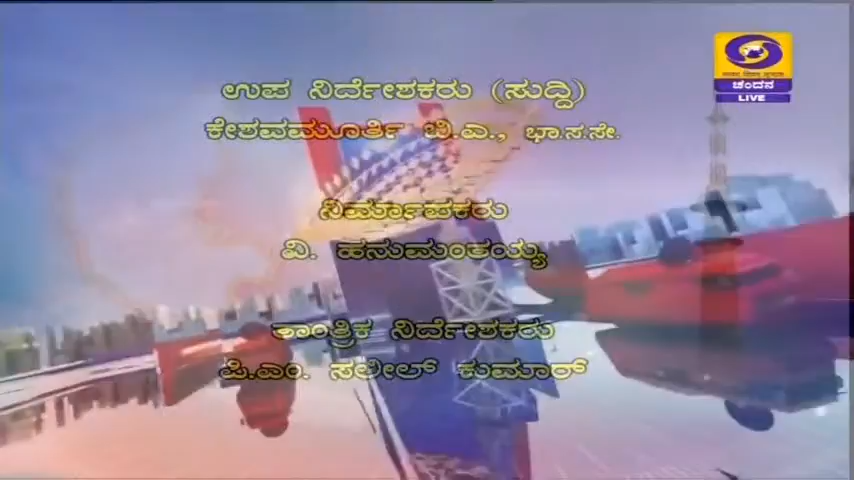 ಚಂದನ
LIVE
ಉಪ ನಿರ್ದೇಶಕರು (ಸುದ್ದಿ)
ಕೇಶವಮೂರ್ತಿ ಬಿ.ಎ., ಭಾ.ಸ.ಸೇ.
ನಿರ್ಮಾಪಕರು
ವಿ. ಹನುಮಂತಯ್ಯ
ತಾಂತ್ರಿಕ ನಿರ್ದೇಶಕರು
ಪಿ.ಎಂ. ಸಲೀಲ್ ಕುಮಾರ್